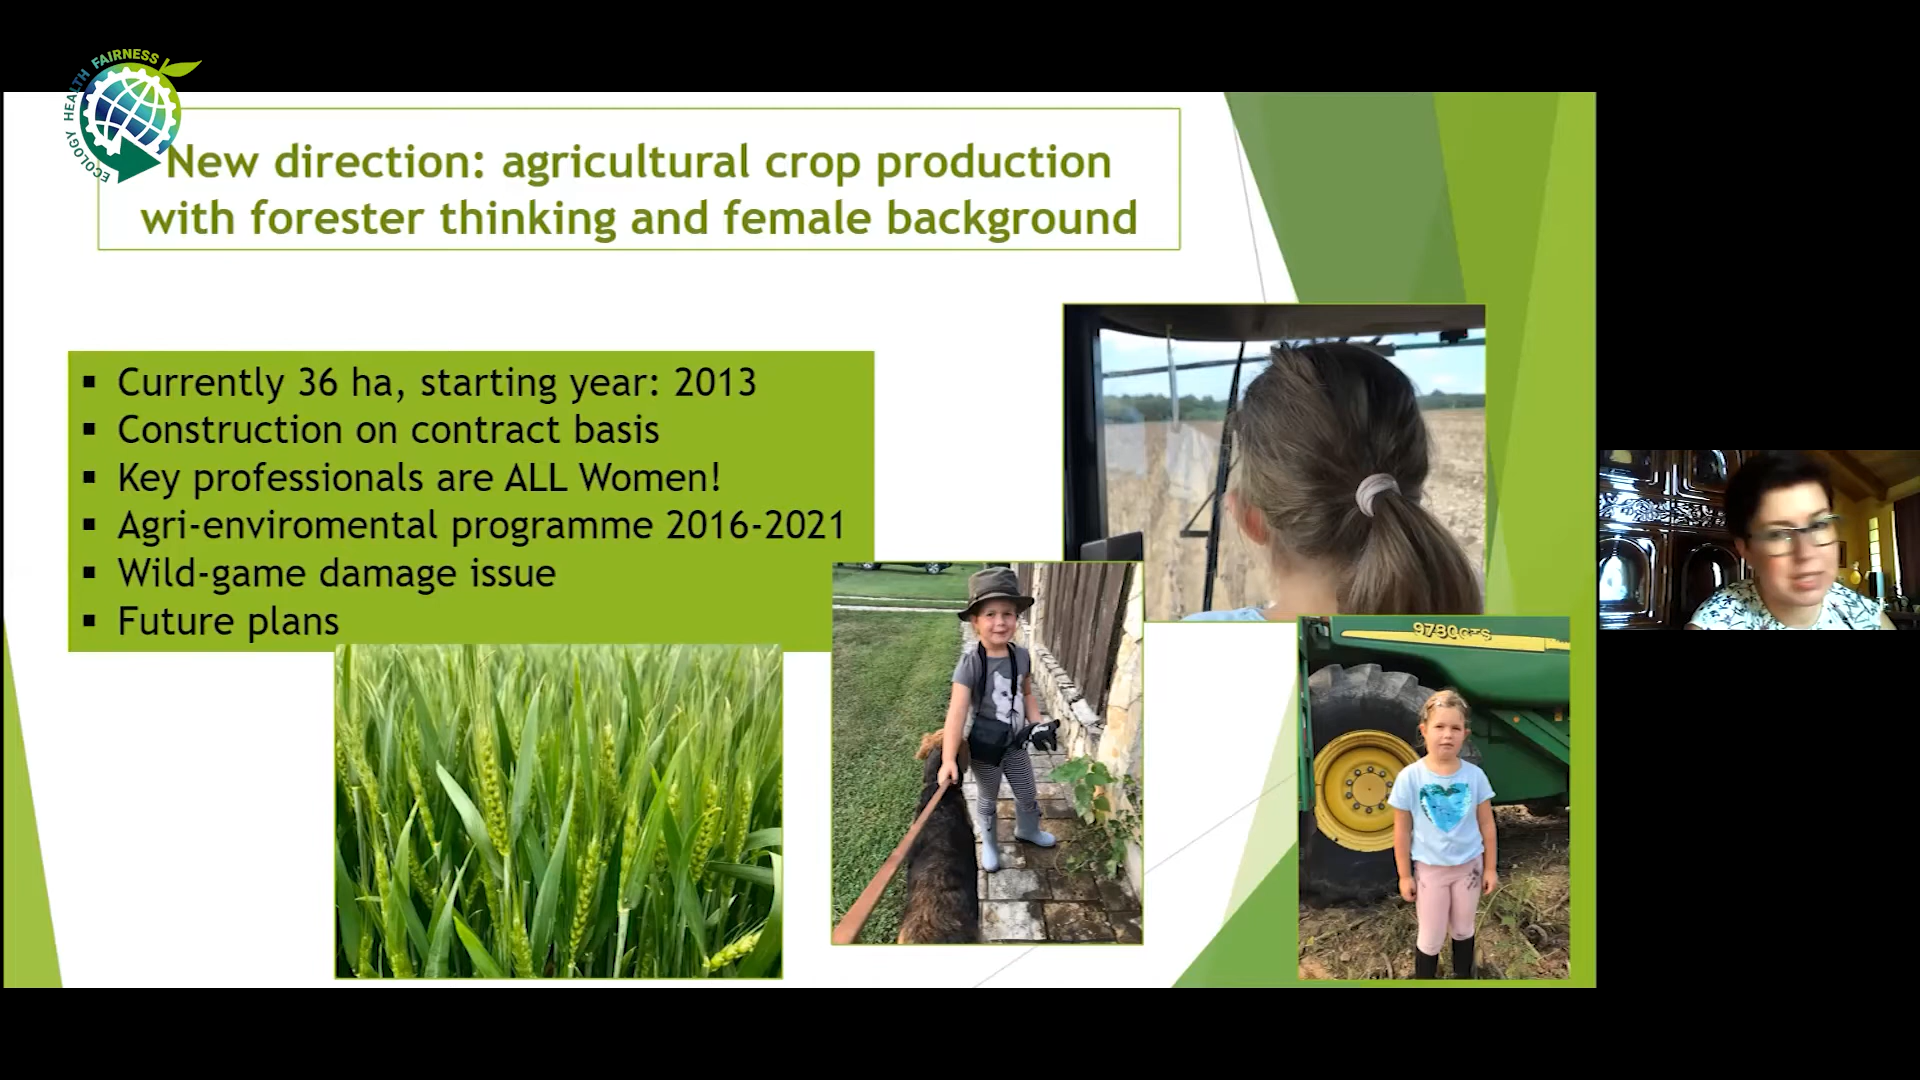 ECOLOGY HEALTH FAIRNESS
New direction: agricultural crop production
with forester thinking and female background
▪ Currently 36 ha, starting year: 2013
▪ Construction on contract basis
▪ Key professionals are ALL Women!
▪ Agri-enviromental programme 2016-2021
▪ Wild-game damage issue
▪ Future plans